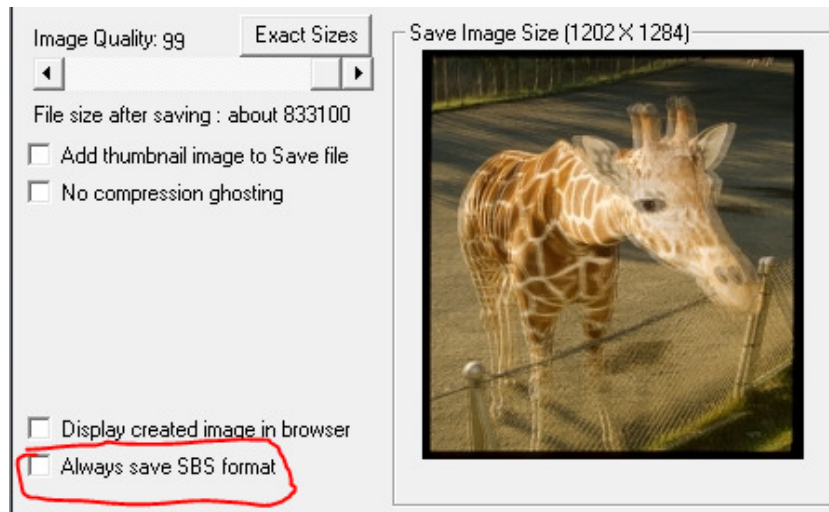 Image Quality: 99
Exact Sizes
Save Image Size (1202 X 1284)
File size after saving : about 833100
Add thumbnail image to Save file
No compression ghosting
Display created image in browser
Always save SBS format